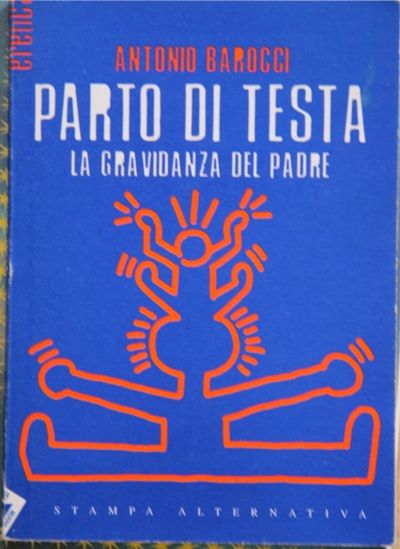 ANTONIO BAROCCI
PARTO DI TESTA
LA GRAVIDANZA DEL PADRE
STAMPA ALTERNATIVA